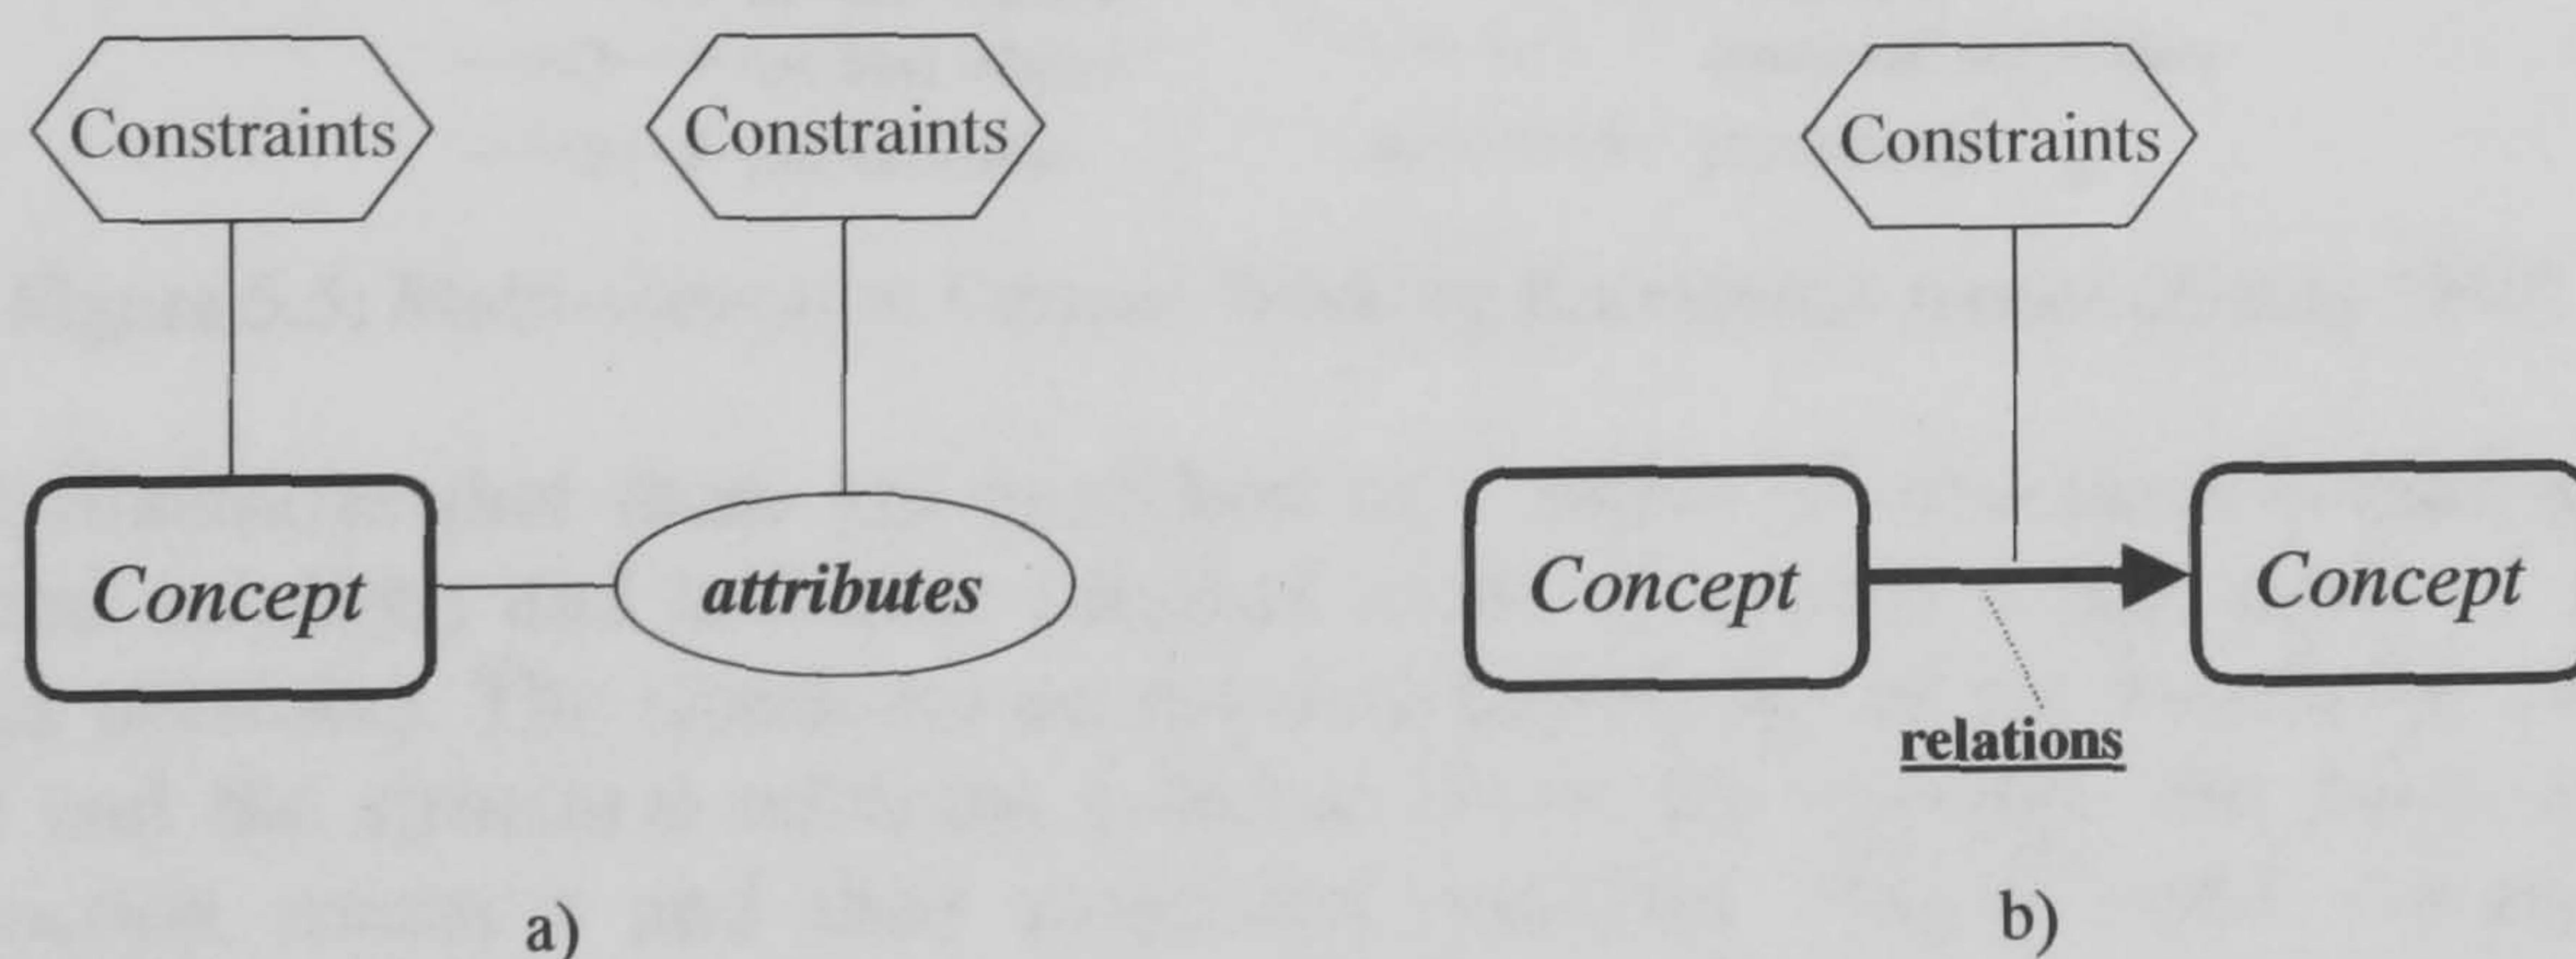 Constraints
Constraints
Concept
attributes
a)
Constraints
Concept
Concept
relations
b)